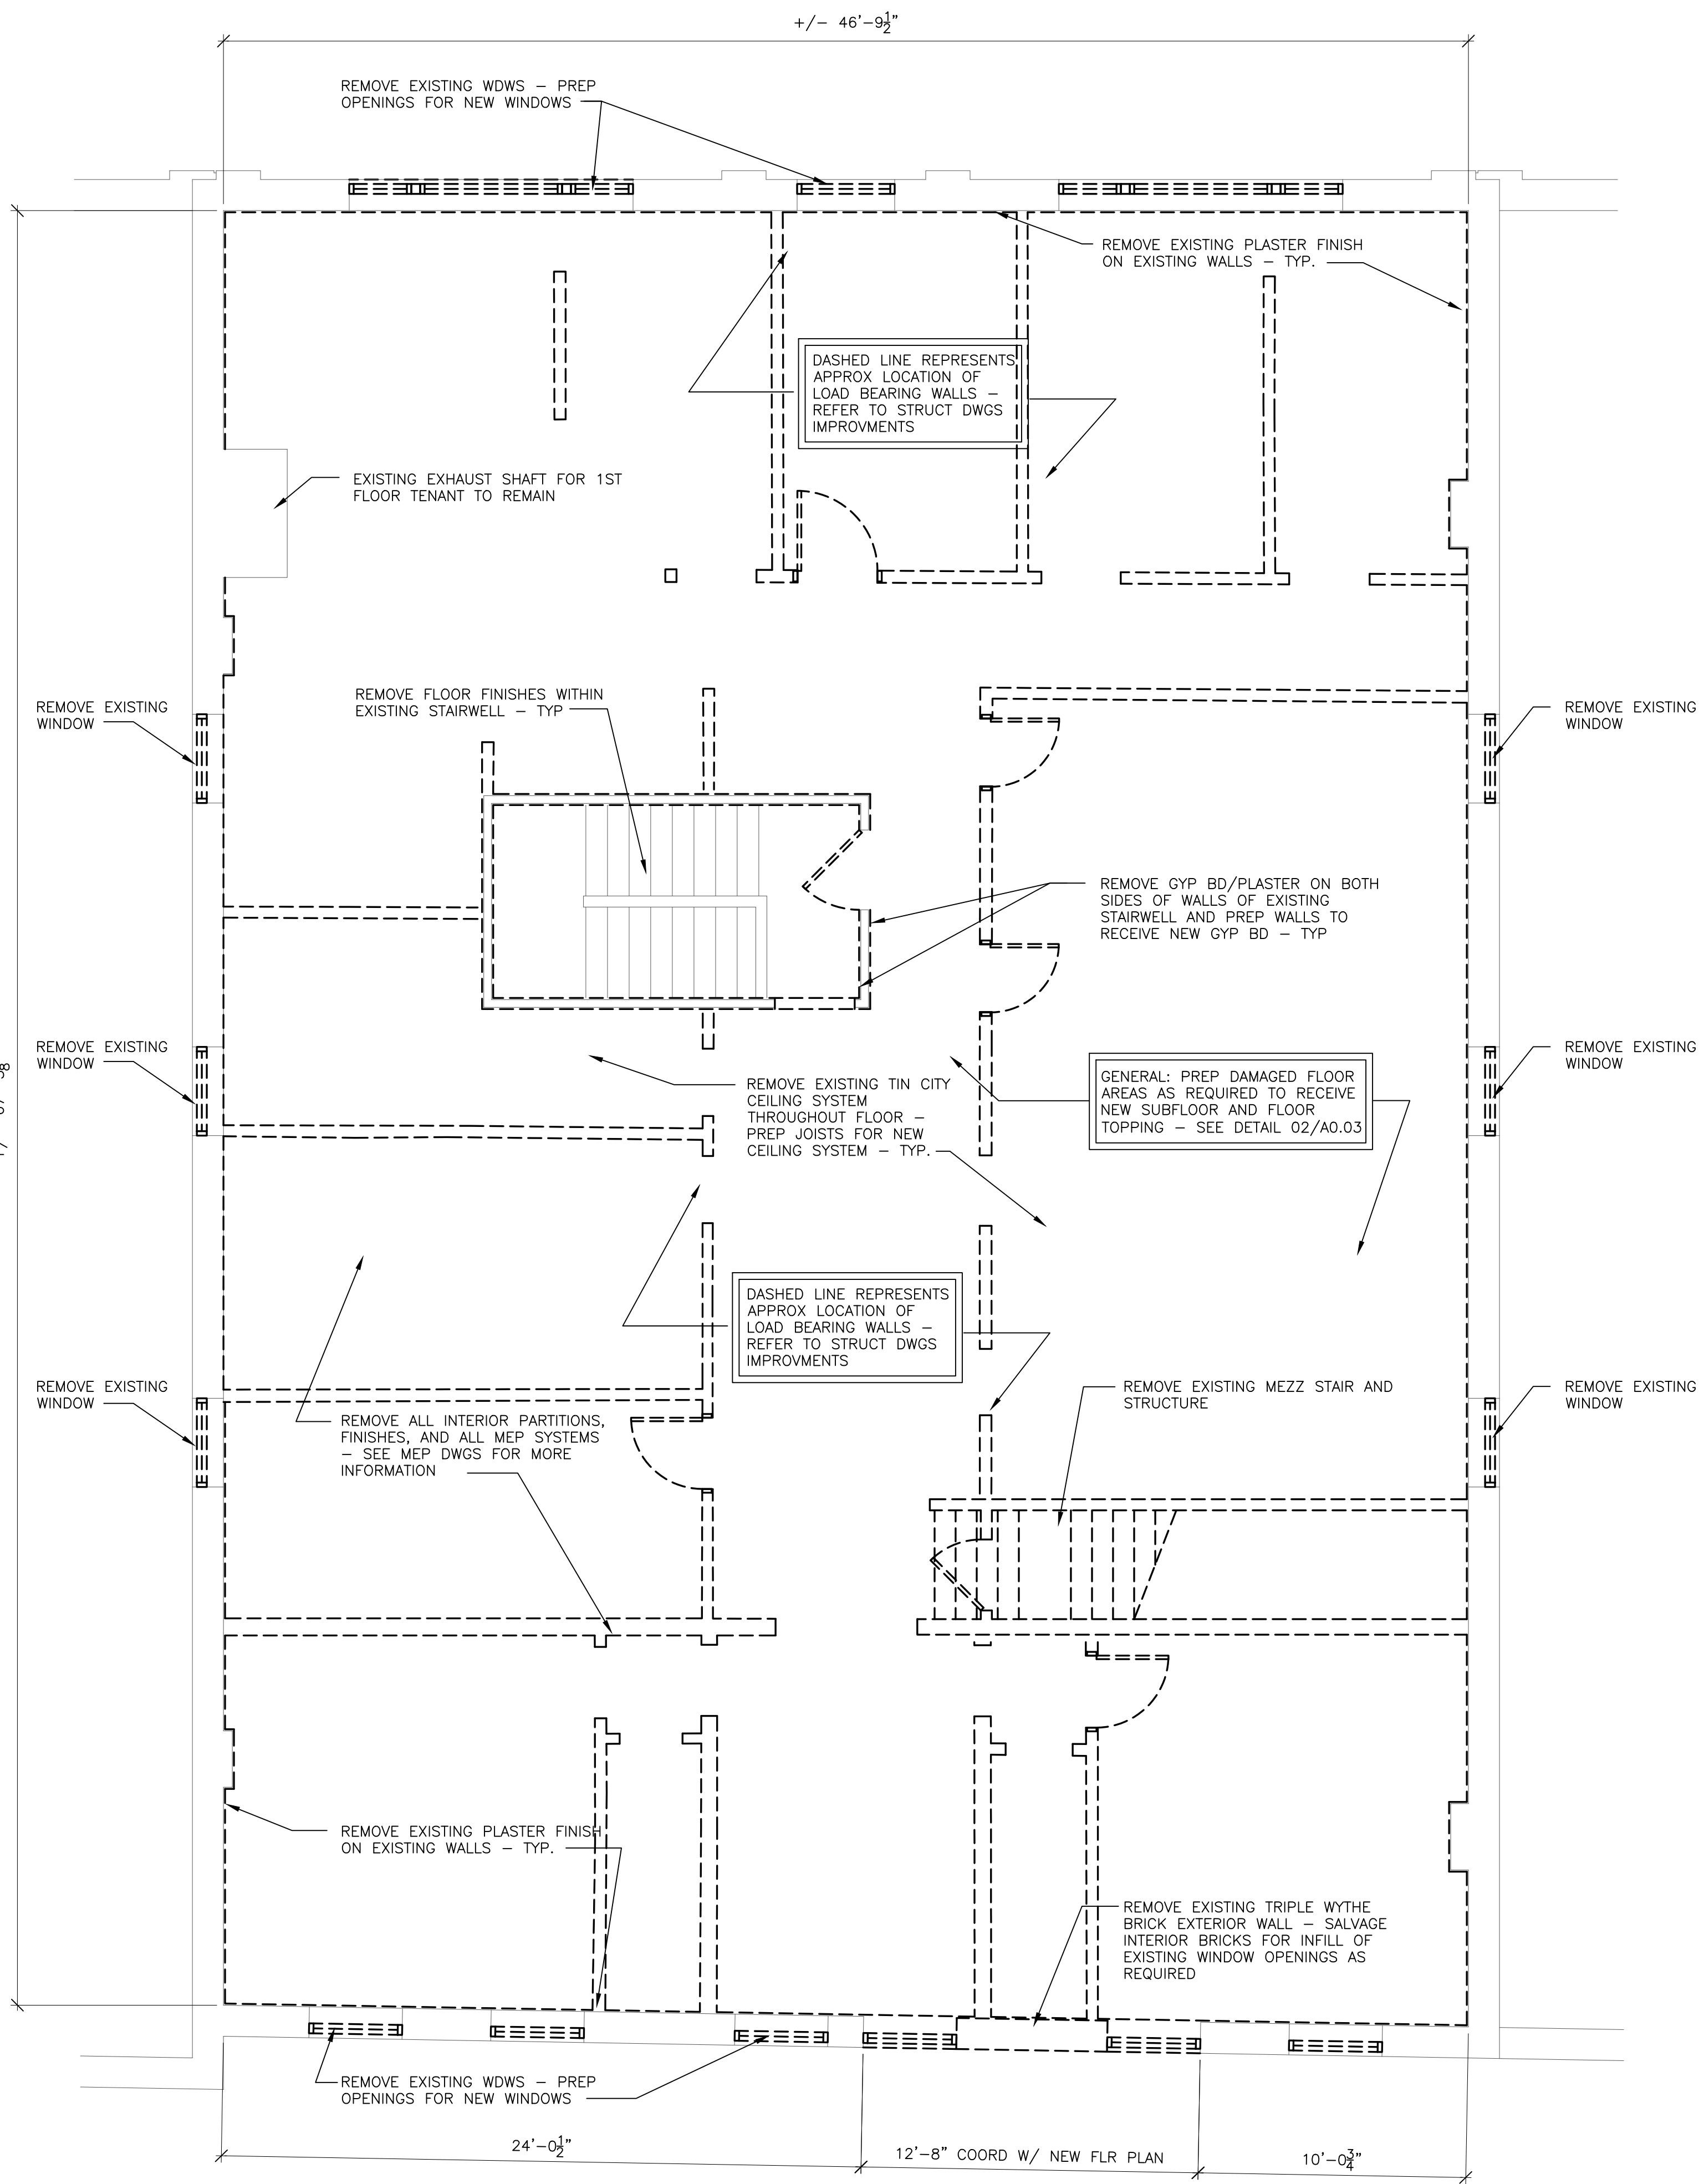 +/- 46'-9 1/2"
REMOVE EXISTING WDWS – PREP
OPENINGS FOR NEW WINDOWS
REMOVE EXISTING PLASTER FINISH
ON EXISTING WALLS – TYP.
DASHED LINE REPRESENTS
APPROX LOCATION OF
LOAD BEARING WALLS –
REFER TO STRUCT DWGS
IMPROVMENTS
EXISTING EXHAUST SHAFT FOR 1ST
FLOOR TENANT TO REMAIN
REMOVE FLOOR FINISHES WITHIN
EXISTING STAIRWELL – TYP
REMOVE EXISTING
WINDOW
REMOVE EXISTING
WINDOW
REMOVE GYP BD/PLASTER ON BOTH
SIDES OF WALLS OF EXISTING
STAIRWELL AND PREP WALLS TO
RECEIVE NEW GYP BD – TYP
REMOVE EXISTING
WINDOW
REMOVE EXISTING
WINDOW
REMOVE EXISTING TIN CITY
CEILING SYSTEM
THROUGHOUT FLOOR –
PREP JOISTS FOR NEW
CEILING SYSTEM – TYP.
GENERAL: PREP DAMAGED FLOOR
AREAS AS REQUIRED TO RECEIVE
NEW SUBFLOOR AND FLOOR
TOPPING – SEE DETAIL 02/A0.03
DASHED LINE REPRESENTS
APPROX LOCATION OF
LOAD BEARING WALLS –
REFER TO STRUCT DWGS
IMPROVMENTS
REMOVE EXISTING
WINDOW
REMOVE EXISTING
WINDOW
REMOVE EXISTING MEZZ STAIR AND
STRUCTURE
REMOVE ALL INTERIOR PARTITIONS,
FINISHES, AND ALL MEP SYSTEMS
– SEE MEP DWGS FOR MORE
INFORMATION
REMOVE EXISTING PLASTER FINISH
ON EXISTING WALLS – TYP.
REMOVE EXISTING TRIPLE WYTHE
BRICK EXTERIOR WALL – SALVAGE
INTERIOR BRICKS FOR INFILL OF
EXISTING WINDOW OPENINGS AS
REQUIRED
REMOVE EXISTING WDWS – PREP
OPENINGS FOR NEW WINDOWS
24'-0 1/2"
12'-8" COORD W/ NEW FLR PLAN
10'-0 3/4"